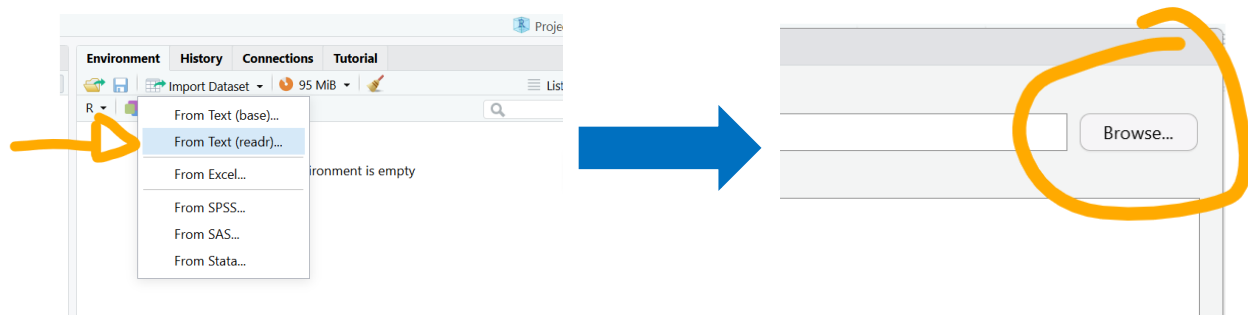 Proje
Environment History Connections Tutorial
Import Dataset 95 MiB List
R
From Text (base)...
From Text (readr)...
ironment is empty
From Excel...
From SPSS...
From SAS...
From Stata...
Browse...